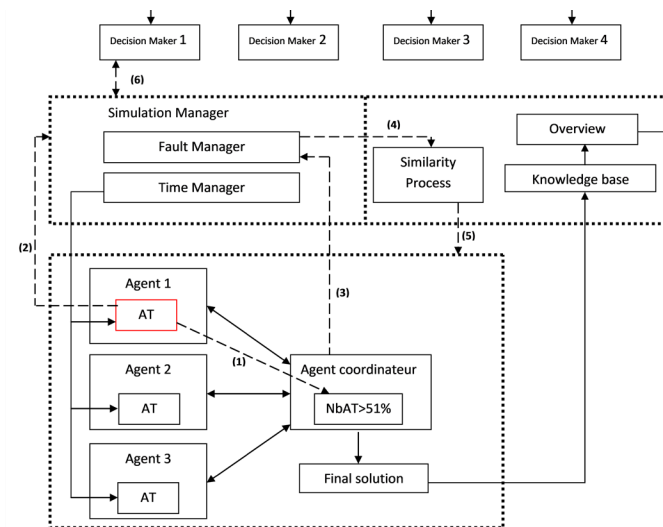 Decision Maker 1
Decision Maker 2
Decision Maker 3
Decision Maker 4
(6)
Simulation Manager
Fault Manager
(4)
Overview
Similarity
Process
Knowledge base
Time Manager
(2)
(5)
(3)
Agent 1
AT
(1)
Agent 2
AT
Agent coordinateur
NbAT>51%
Agent 3
AT
Final solution